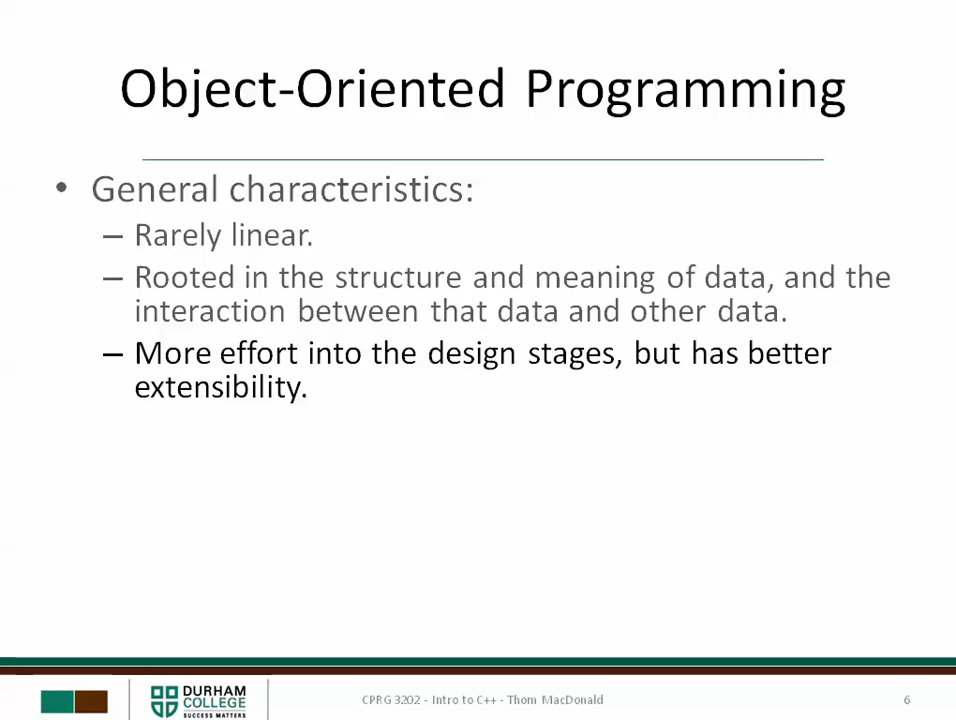 Object-Oriented Programming
• General characteristics:
– Rarely linear.
– Rooted in the structure and meaning of data, and the
interaction between that data and other data.
– More effort into the design stages, but has better
extensibility.
DURHAM
COLLEGE
SUCCESS MATTERS
CPRG 3202 - Intro to C++ - Thom MacDonald
6